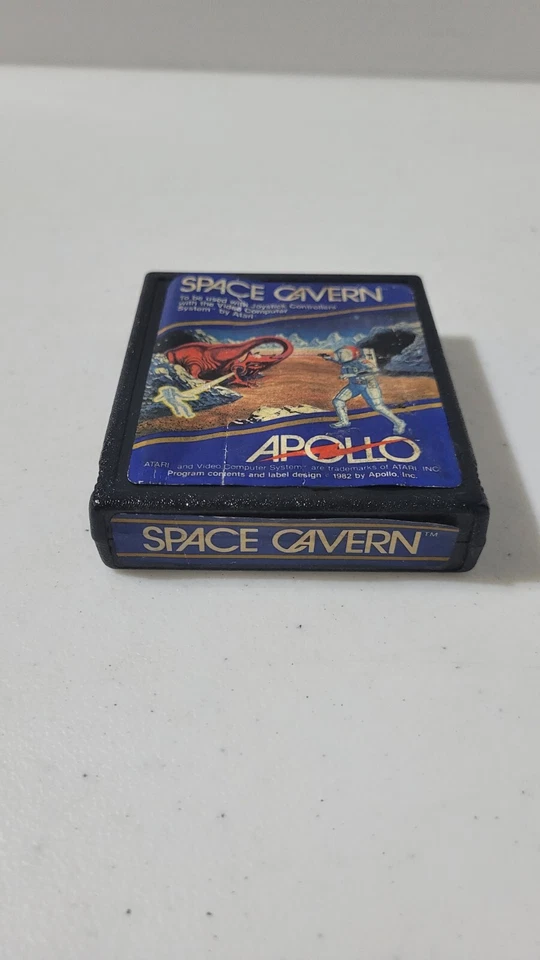 SPACE CAVERN
To be used with Joystick Controllers
with the Video Computer
System™ by Atari
APOLLO
ATARI and Video Computer System™ are trademarks of ATARI, INC.
Program contents and label design 1982 by Apollo, Inc.
SPACE CAVERN™